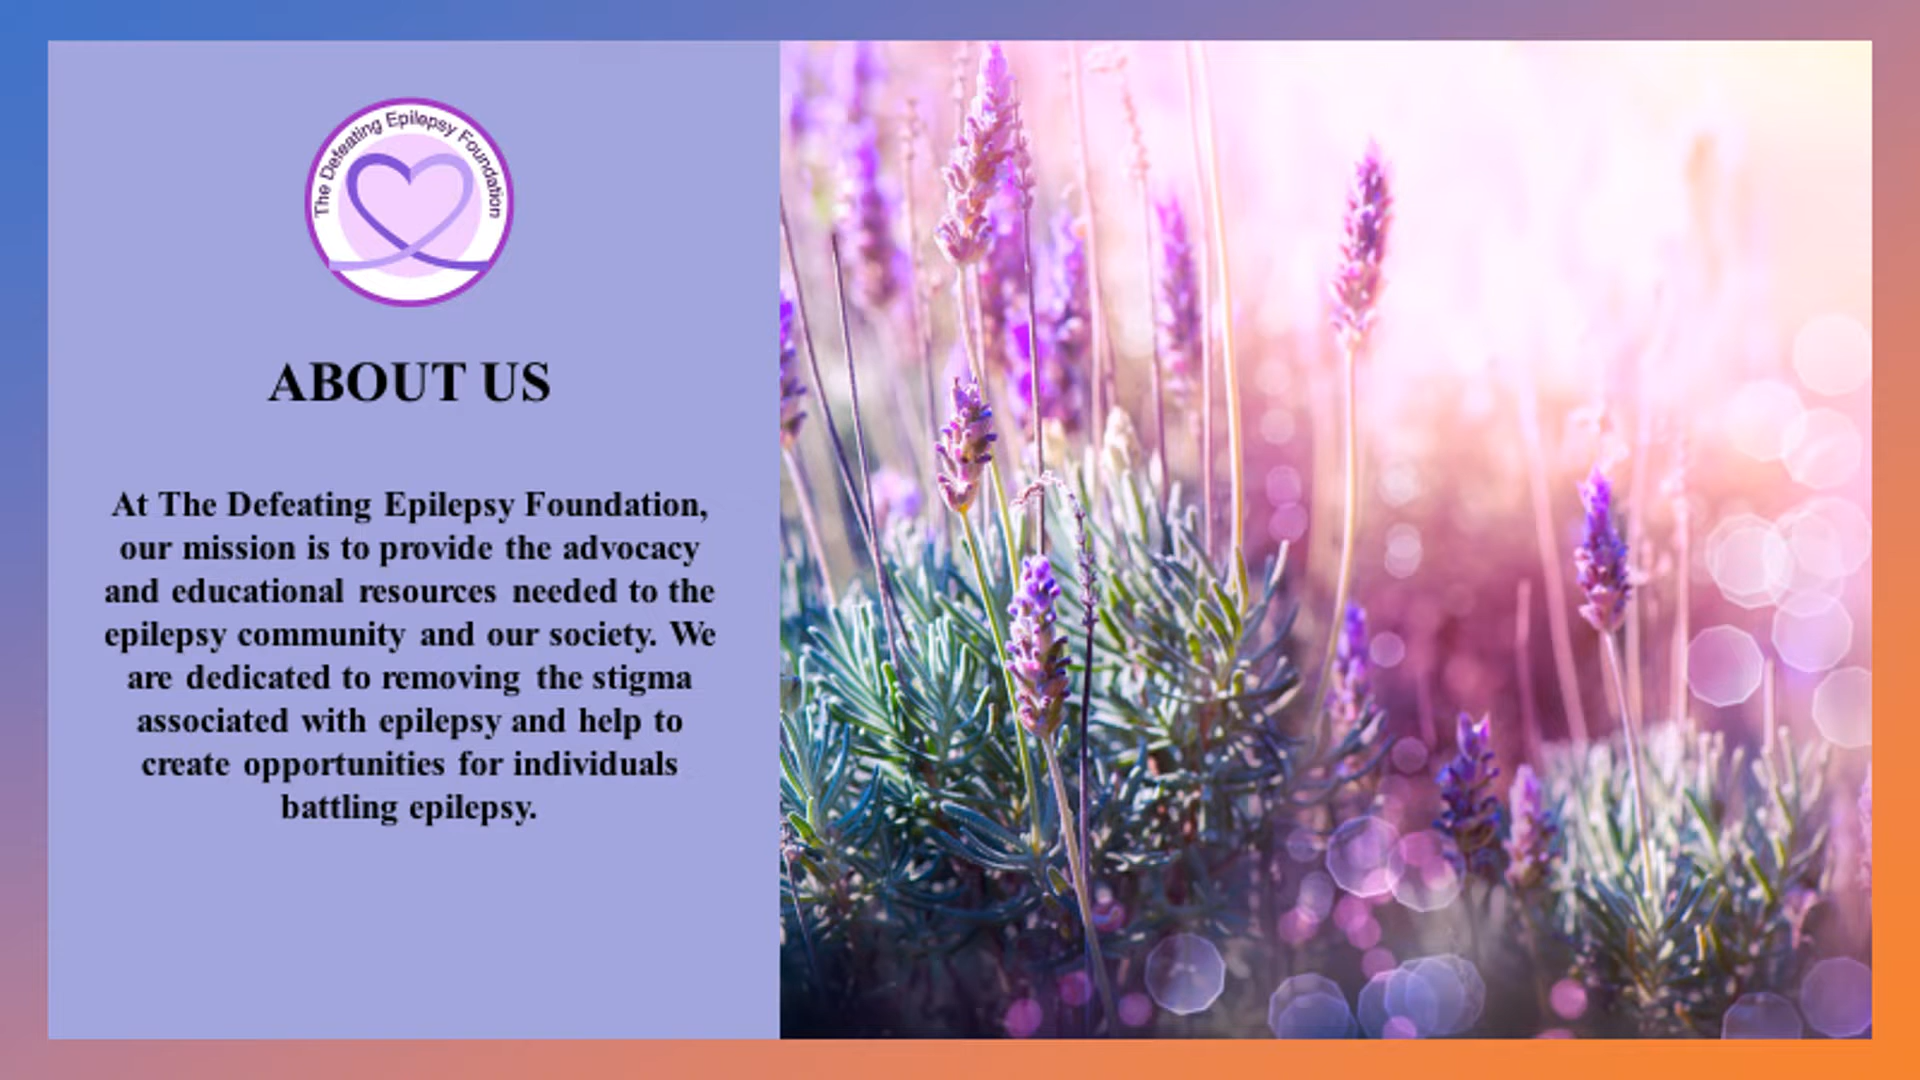 The Defeating Epilepsy Foundation
ABOUT US
At The Defeating Epilepsy Foundation,
our mission is to provide the advocacy
and educational resources needed to the
epilepsy community and our society. We
are dedicated to removing the stigma
associated with epilepsy and help to
create opportunities for individuals
battling epilepsy.